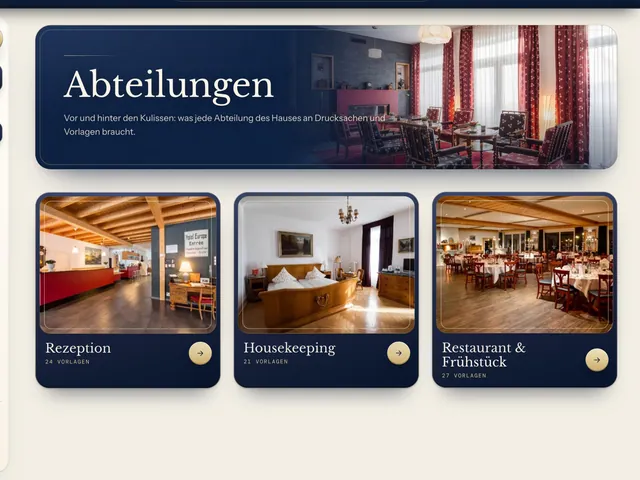 Abteilungen
Vor und hinter den Kulissen: was jede Abteilung des Hauses an Drucksachen und
Vorlagen braucht.
Rezeption
24 VORLAGEN
Housekeeping
21 VORLAGEN
Restaurant &
Frühstück
27 VORLAGEN